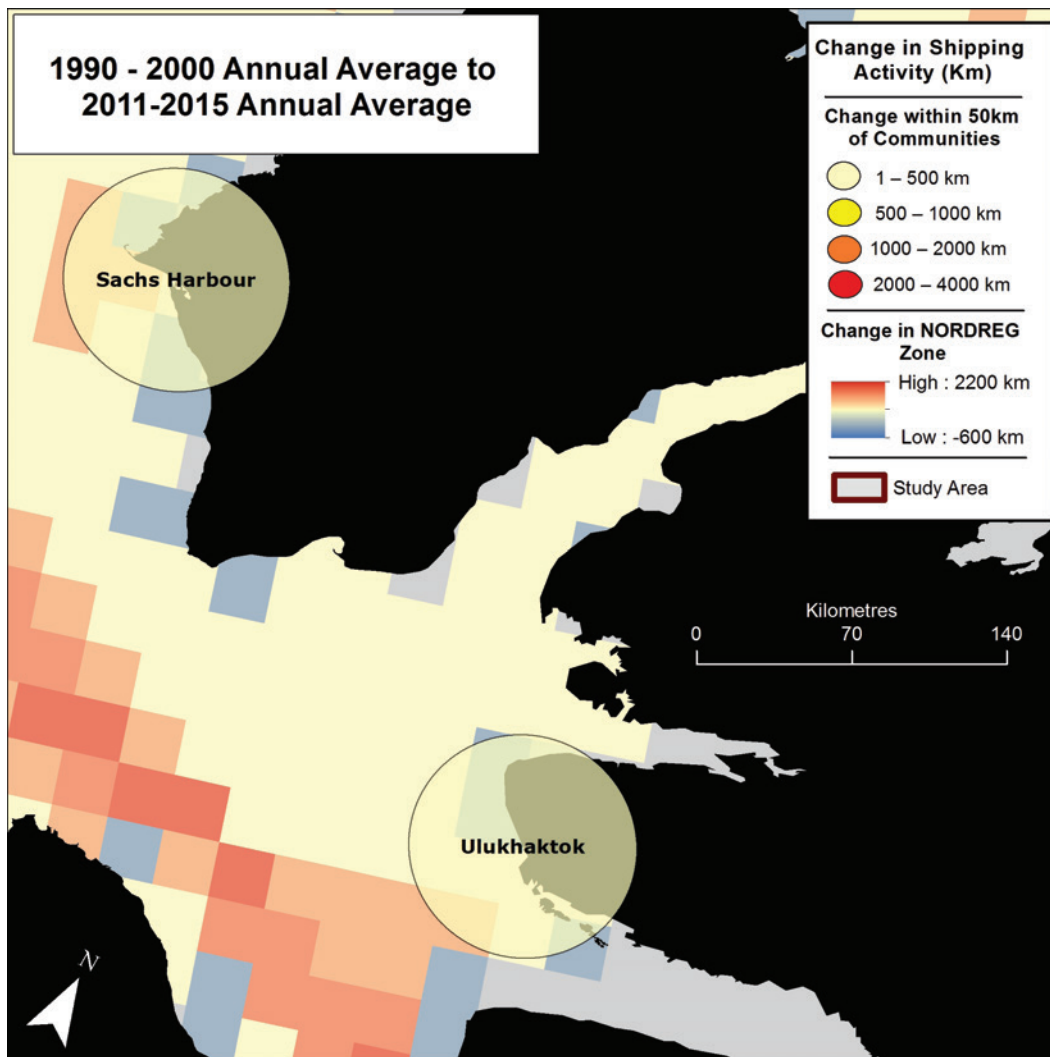 1990 - 2000 Annual Average to
2011-2015 Annual Average
Change in Shipping
Activity (Km)
Change within 50km
of Communities
1 – 500 km
500 – 1000 km
1000 – 2000 km
2000 – 4000 km
Change in NORDREG
Zone
High : 2200 km
Low : -600 km
Study Area
Sachs Harbour
Kilometres
0 70 140
Ulukhaktok
N